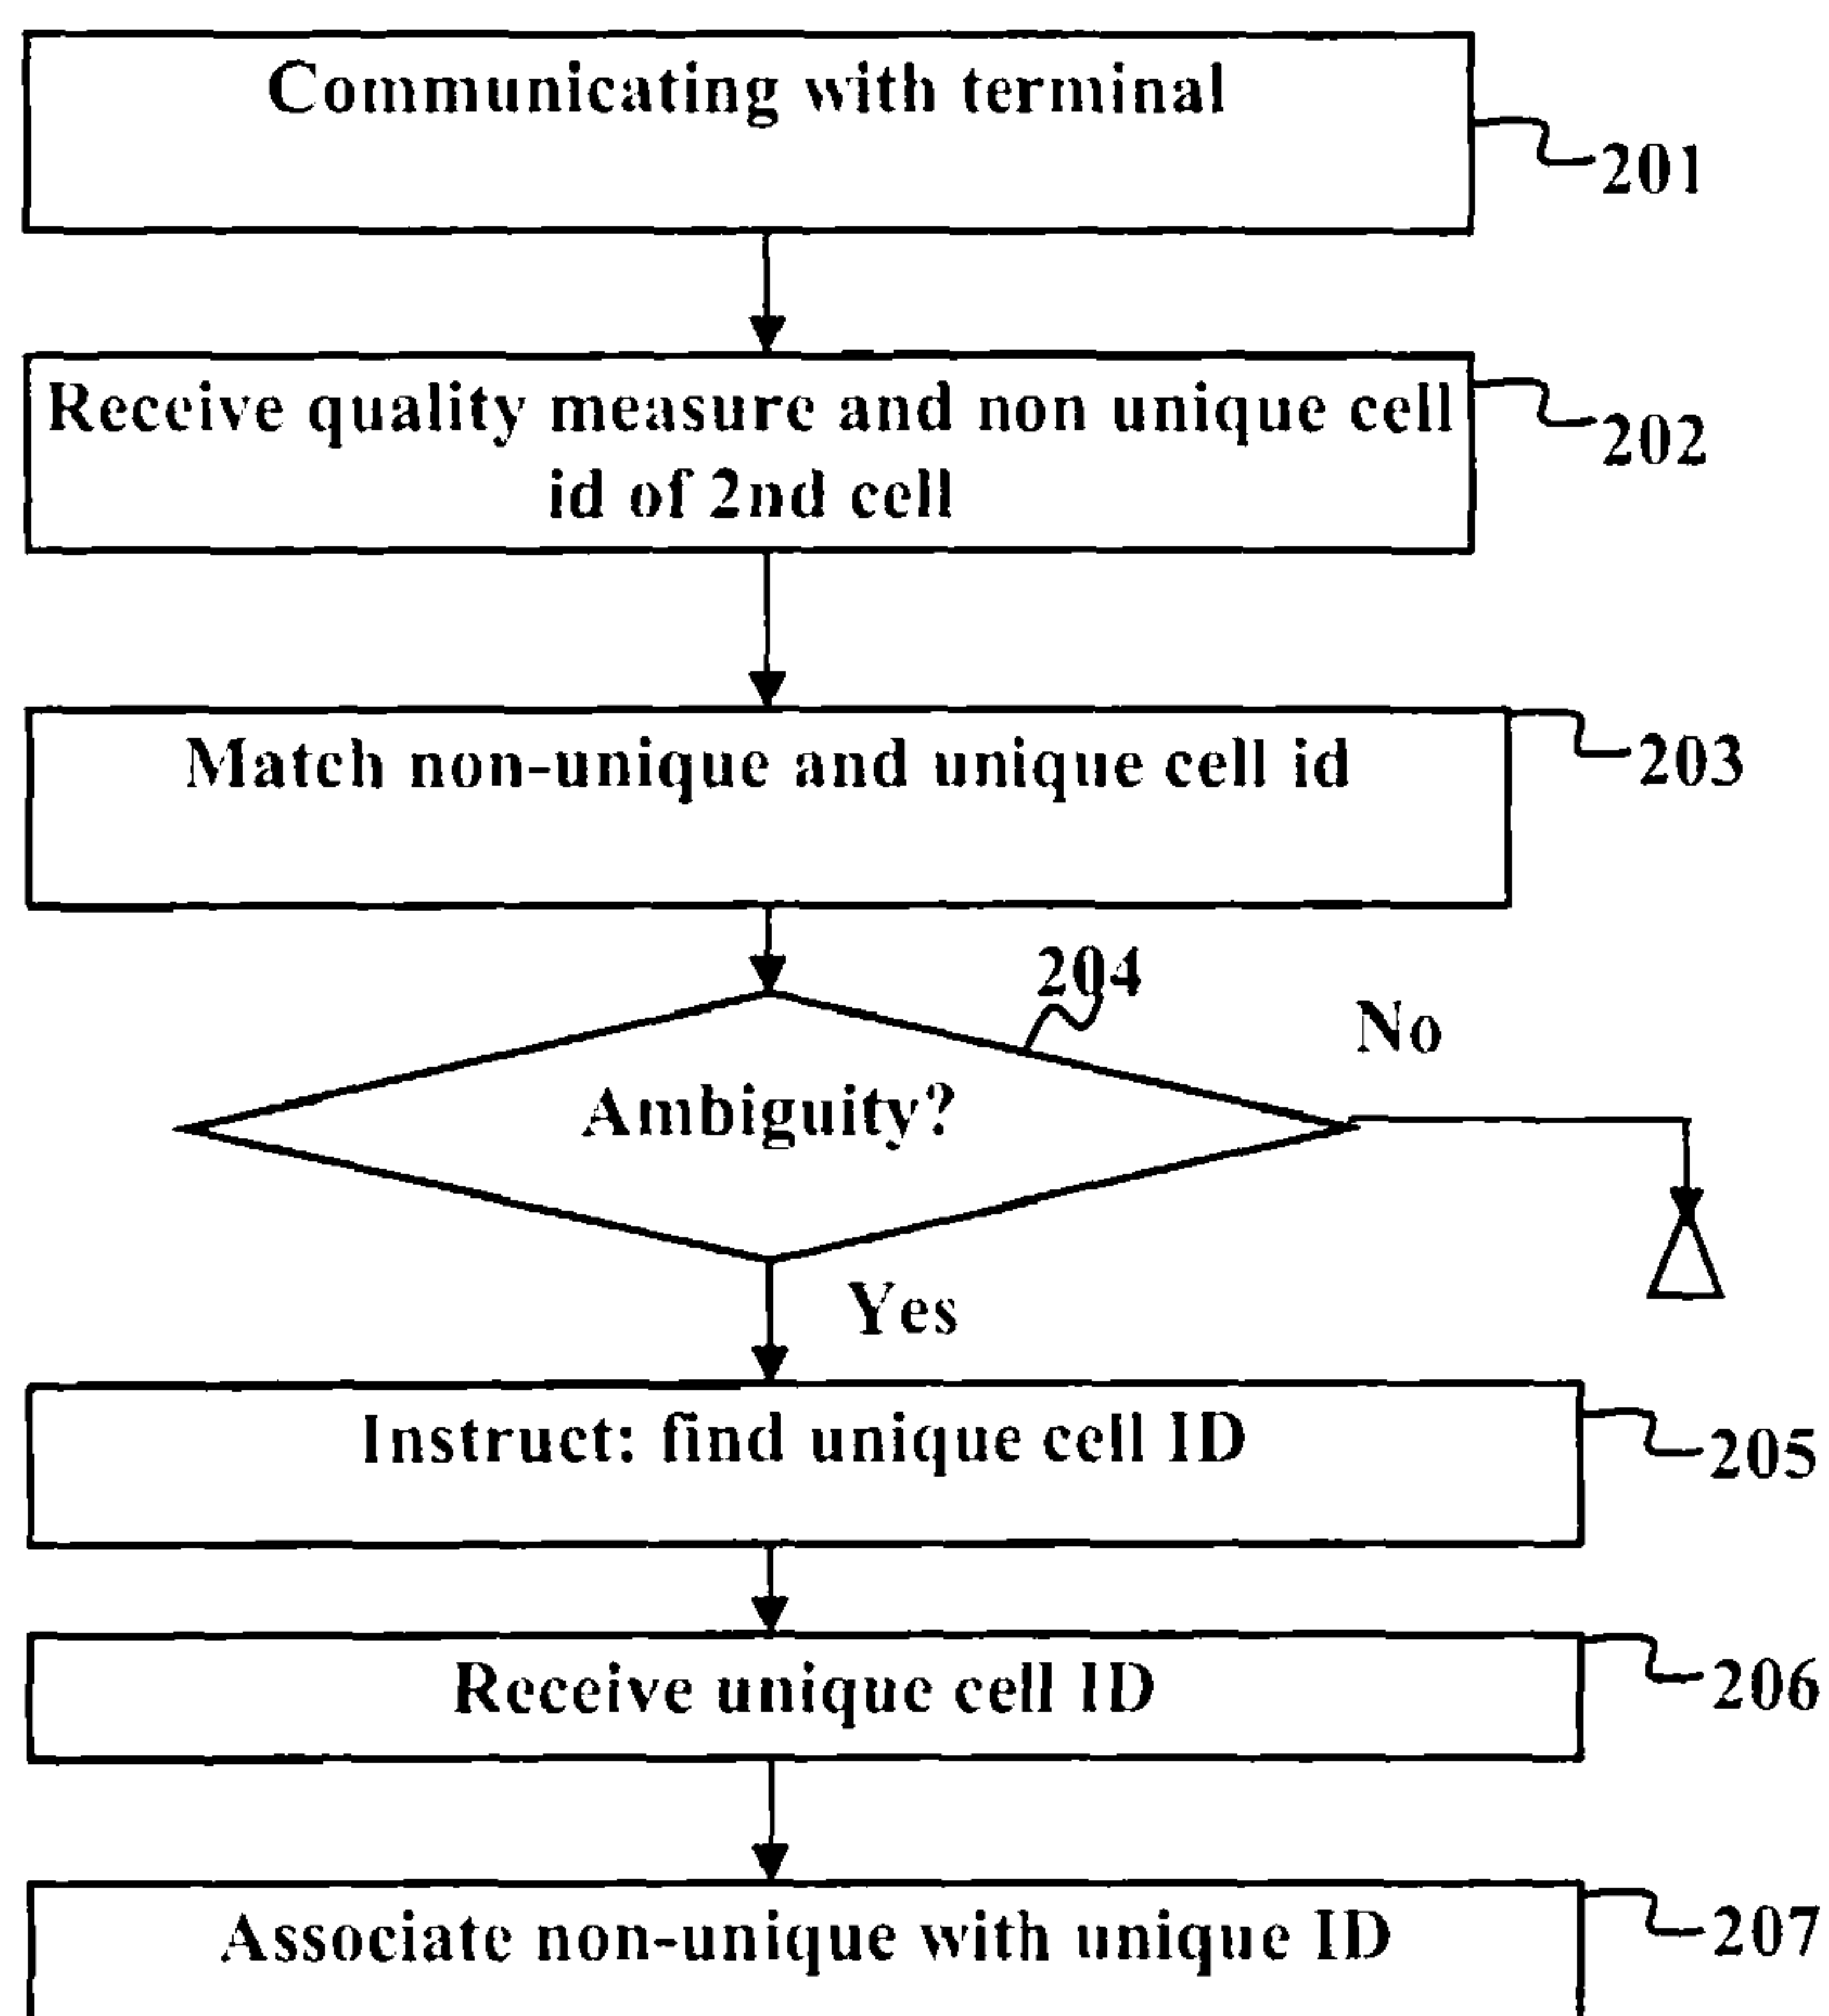 Communicating with terminal
201
Receive quality measure and non unique cell
id of 2nd cell
202
Match non-unique and unique cell id
203
204
No
Ambiguity?
Yes
Instruct: find unique cell ID
205
Receive unique cell ID
206
Associate non-unique with unique ID
207